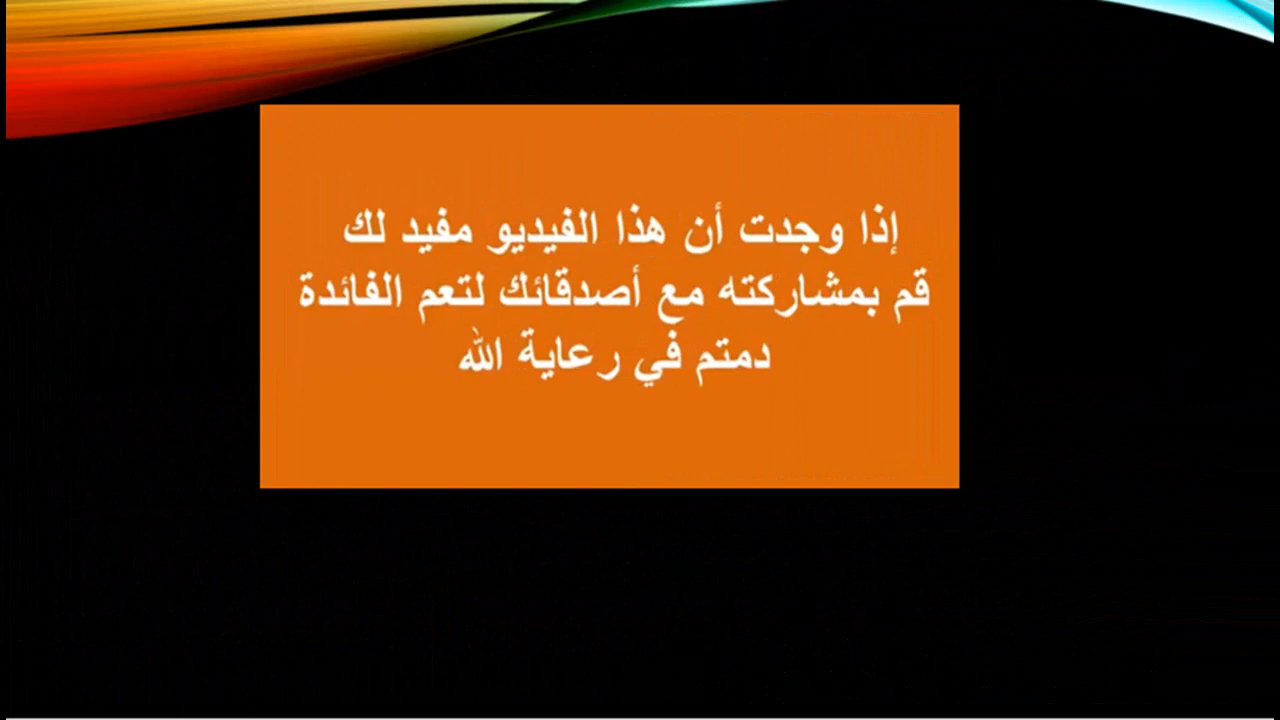 إذا وجدت أن هذا الفيديو مفيد لك
قم بمشاركته مع أصدقائك لتعم الفائدة
دمتم في رعاية الله